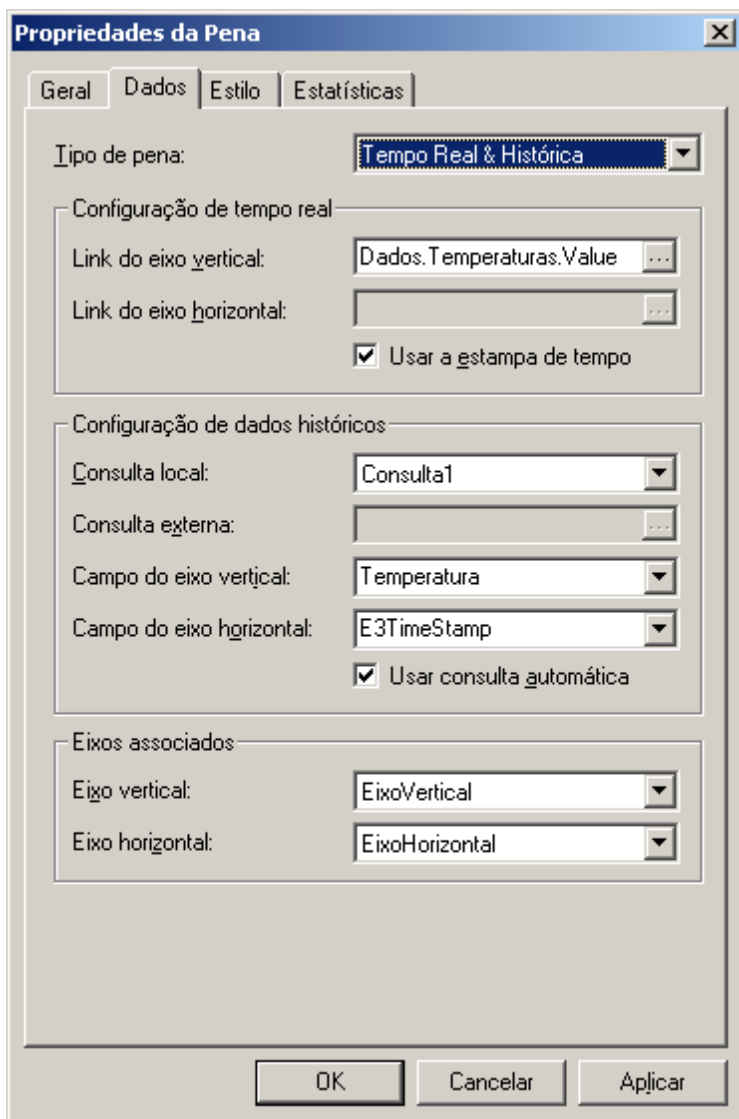 Propriedades da Pena
Geral Dados Estilo Estatísticas
Tipo de pena: Tempo Real & Histórica
Configuração de tempo real
Link do eixo vertical: Dados.Temperaturas.Value ...
Link do eixo horizontal: ...
Usar a estampa de tempo
Configuração de dados históricos
Consulta local: Consulta1
Consulta externa: ...
Campo do eixo vertical: Temperatura
Campo do eixo horizontal: E3TimeStamp
Usar consulta automática
Eixos associados
Eixo vertical: EixoVertical
Eixo horizontal: EixoHorizontal
OK Cancelar Aplicar